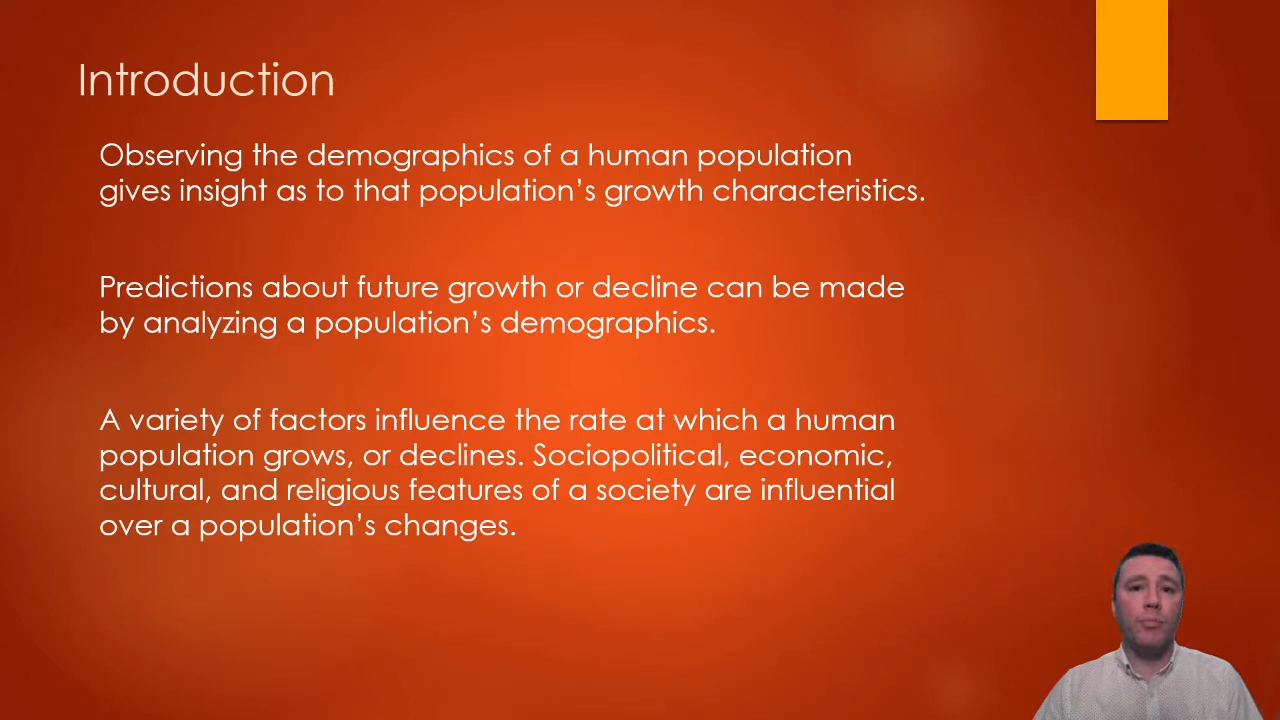 Introduction
Observing the demographics of a human population
gives insight as to that population’s growth characteristics.
Predictions about future growth or decline can be made
by analyzing a population’s demographics.
A variety of factors influence the rate at which a human
population grows, or declines. Sociopolitical, economic,
cultural, and religious features of a society are influential
over a population’s changes.